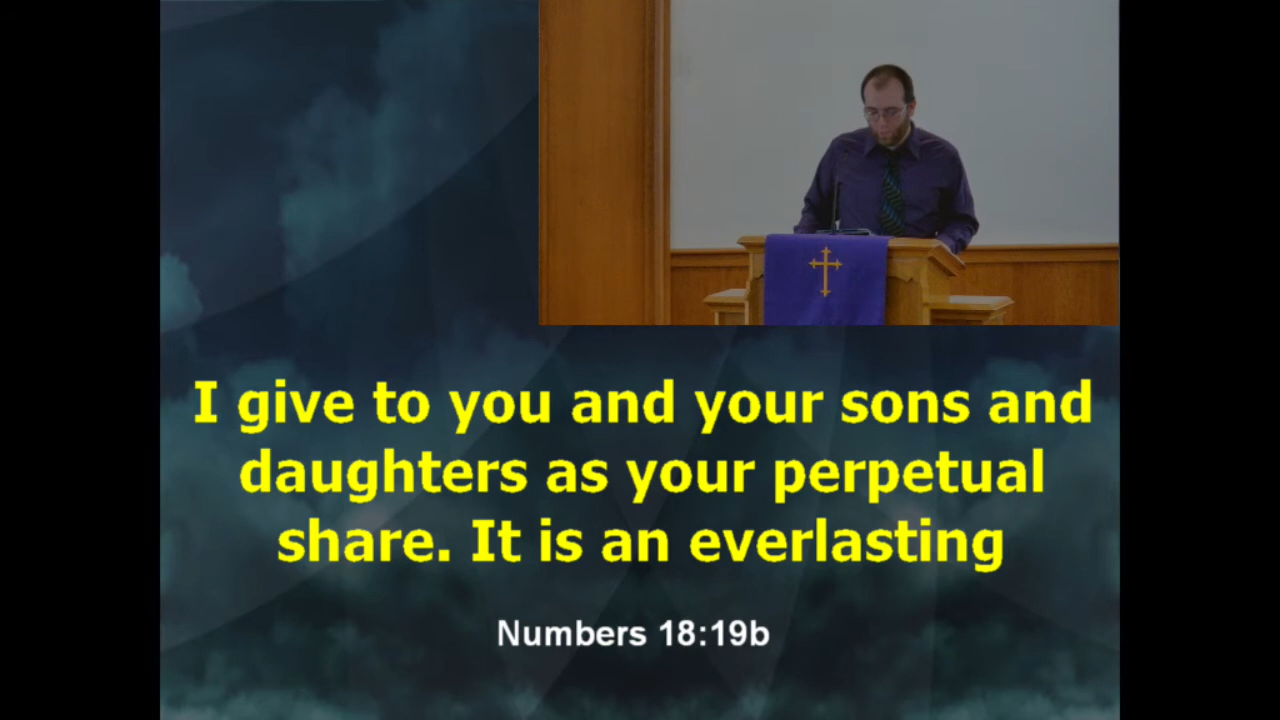 I give to you and your sons and
daughters as your perpetual
share. It is an everlasting
Numbers 18:19b